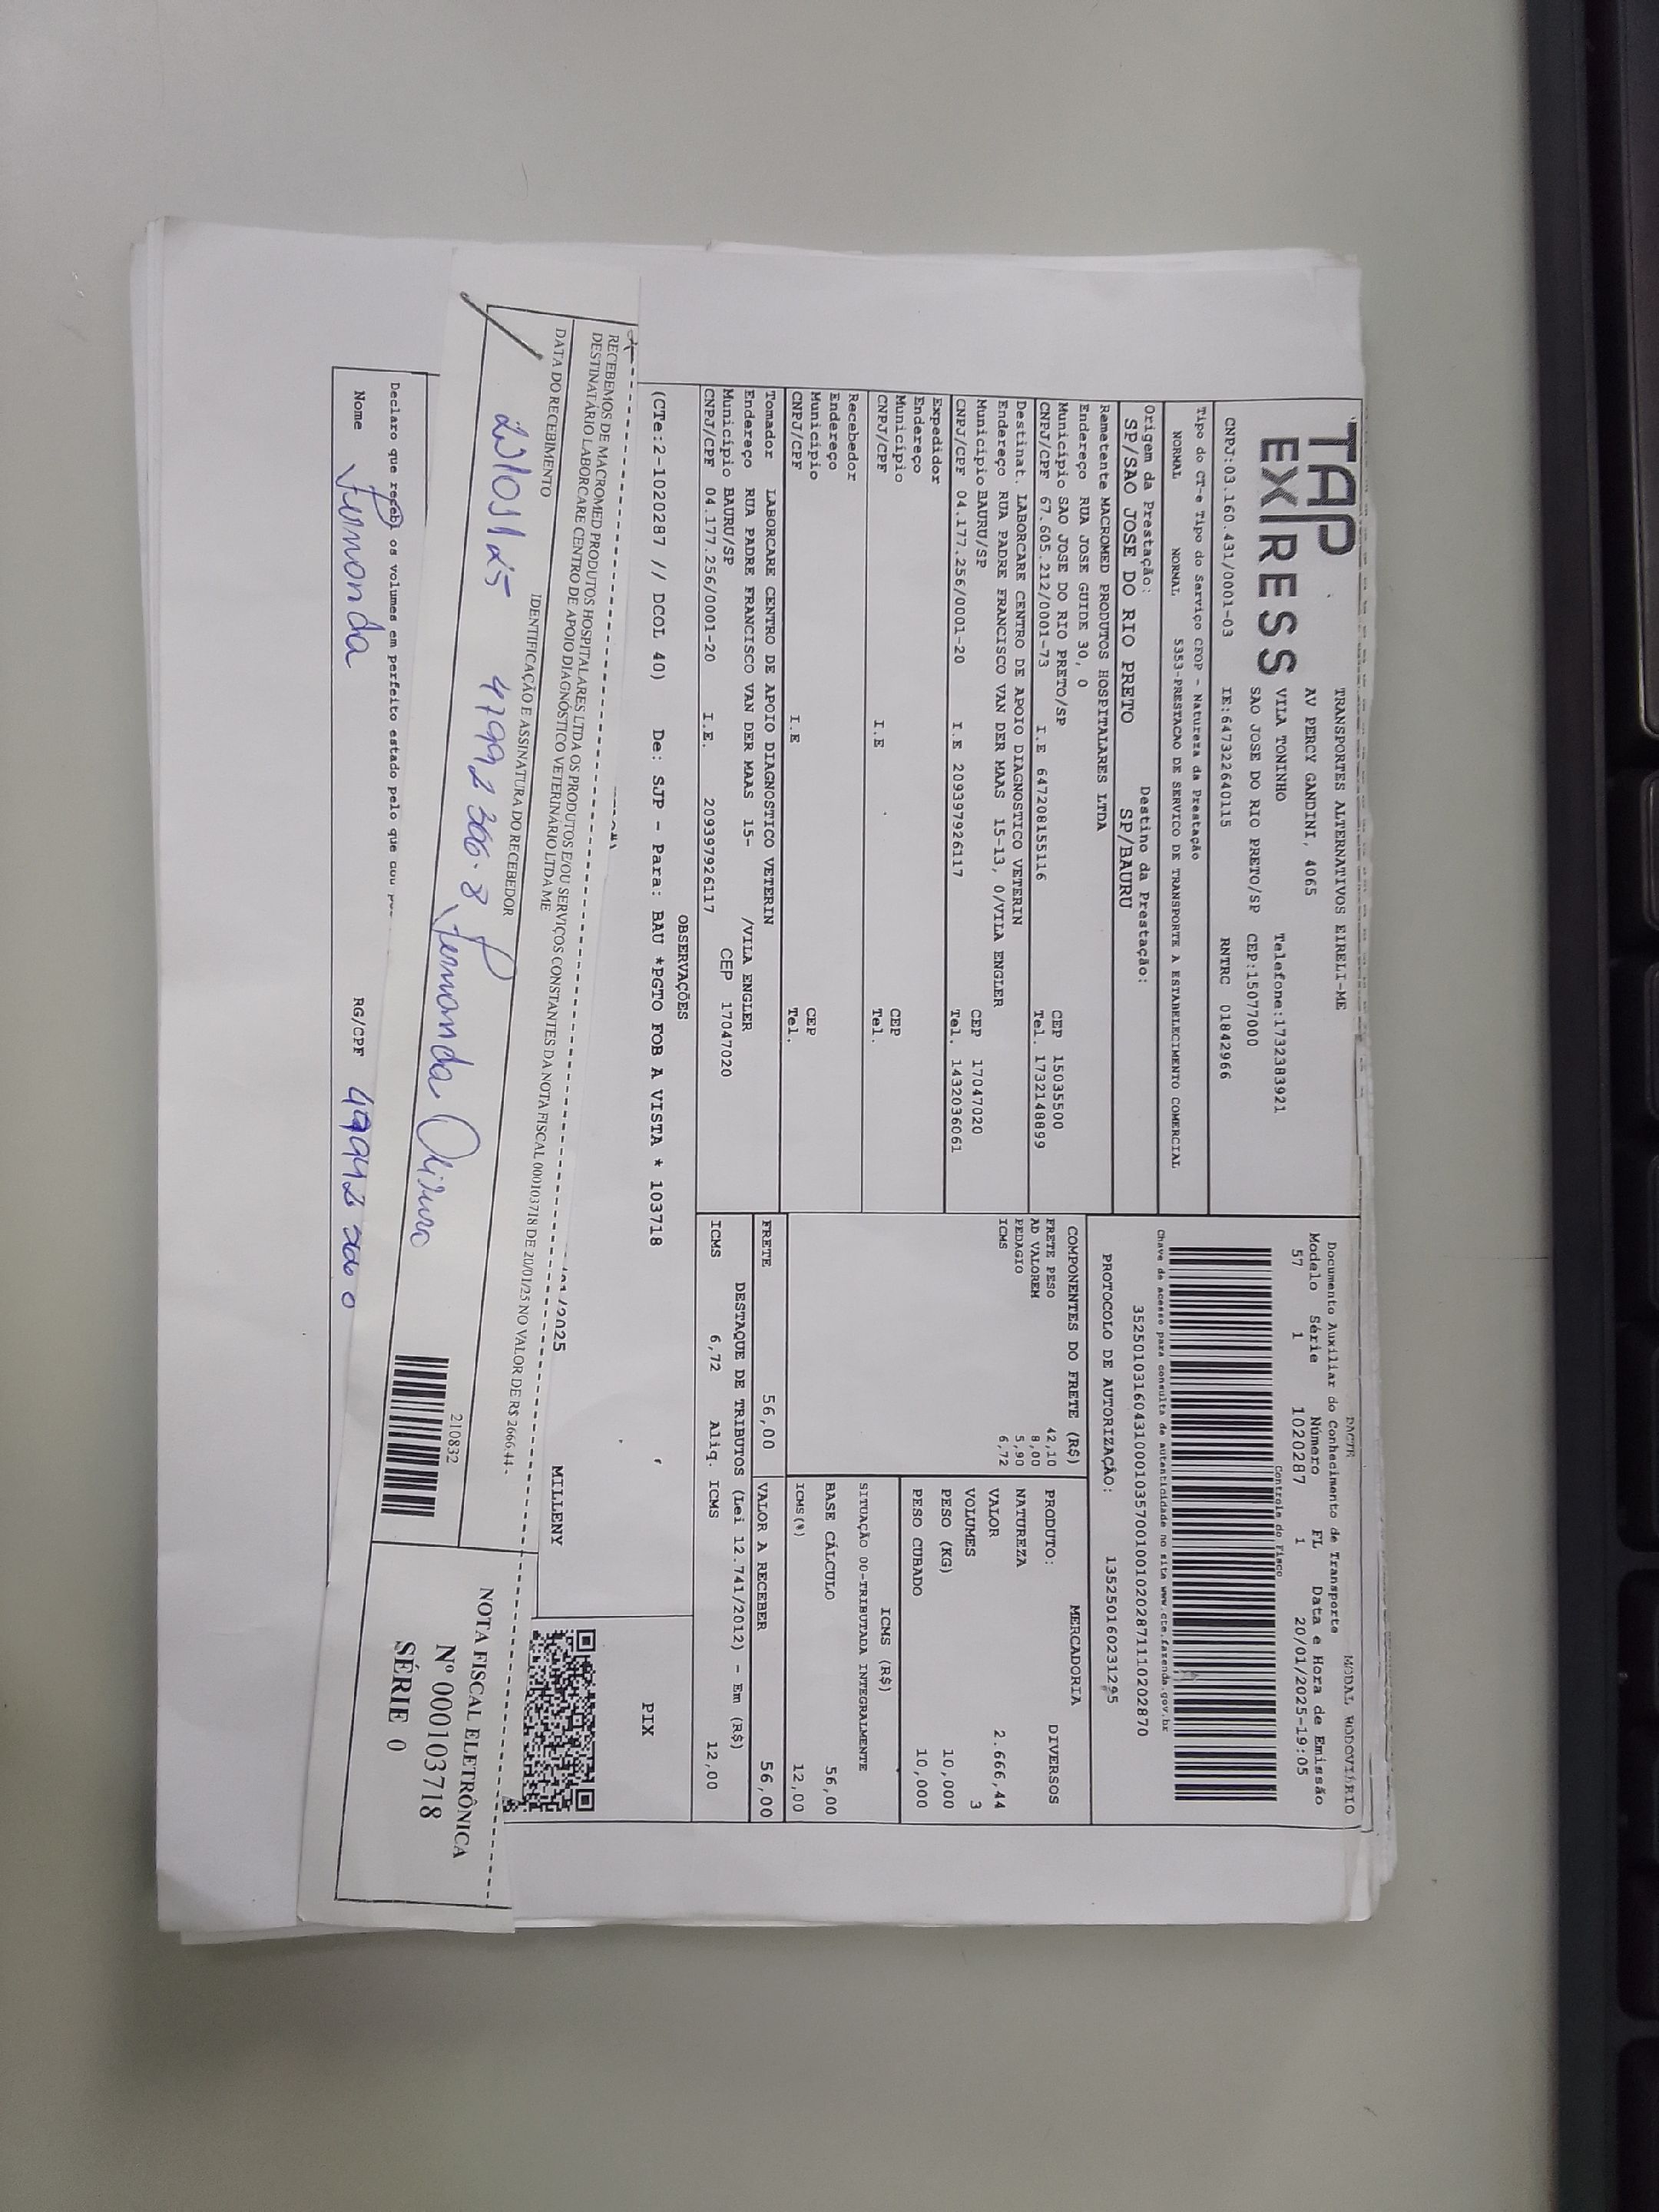 TAP
EXPRESS
TRANSPORTES ALTERNATIVOS EIRELI-ME
AV PERCY GANDINI, 4065
VILA TONINHO Telefone:1732383921
SAO JOSE DO RIO PRETO/SP CEP:15077000
CNPJ:03.160.431/0001-03 IE:647322640115 RNTRC 01842966
DACTE MODAL RODOVIÁRIO
Documento Auxiliar do Conhecimento de Transporte
Modelo Série Número FL Data e Hora de Emissão
57 1 1020287 1 20/01/2025-19:05
Controle do Fisco
Chave de acesso para consulta de autenticidade no site www.cte.fazenda.gov.br
35250103160431000103570010010202871110202870
PROTOCOLO DE AUTORIZAÇÃO: 135250160231295
Tipo do CT-e Tipo do Serviço CFOP - Natureza da Prestação
NORMAL NORMAL 5353-PRESTACAO DE SERVICO DE TRANSPORTE A ESTABELECIMENTO COMERCIAL
Origem da Prestação: Destino da Prestação:
SP/SAO JOSE DO RIO PRETO SP/BAURU
Remetente MACROMED PRODUTOS HOSPITALARES LTDA
Endereço RUA JOSE GUIDE 30, 0
Município SAO JOSE DO RIO PRETO/SP CEP 15035500
CNPJ/CPF 67.605.212/0001-73 I.E 647208155116 Tel. 1732148899
Destinat. LABORCARE CENTRO DE APOIO DIAGNOSTICO VETERIN
Endereço RUA PADRE FRANCISCO VAN DER MAAS 15-13, 0/VILA ENGLER
Município BAURU/SP CEP 17047020
CNPJ/CPF 04.177.256/0001-20 I.E 209397926117 Tel. 1432036061
Expedidor
Endereço
Município CEP
CNPJ/CPF I.E Tel.
Recebedor
Endereço
Município CEP
CNPJ/CPF I.E Tel.
Tomador LABORCARE CENTRO DE APOIO DIAGNOSTICO VETERIN
Endereço RUA PADRE FRANCISCO VAN DER MAAS 15- /VILA ENGLER
Município BAURU/SP CEP 17047020
CNPJ/CPF 04.177.256/0001-20 I.E. 209397926117
COMPONENTES DO FRETE (R$)
FRETE PESO 42,10
AD VALOREM 8,00
PEDAGIO 5,90
ICMS 6,72
MERCADORIA
PRODUTO: DIVERSOS
NATUREZA
VALOR 2.666,44
VOLUMES 3
PESO (KG) 10,000
PESO CUBADO 10,000
ICMS (R$)
SITUAÇÃO 00-TRIBUTADA INTEGRALMENTE
BASE CÁLCULO 56,00
ICMS(%) 12,00
FRETE 56,00 VALOR A RECEBER 56,00
DESTAQUE DE TRIBUTOS (Lei 12.741/2012) - Em (R$)
ICMS 6,72 Aliq. ICMS 12,00
OBSERVAÇÕES
(CTe:2-1020287 // DCOL 40) De: SJP - Para: BAU *PGTO FOB A VISTA * 103718
PIX
/01/2025 MILLENY
RECEBEMOS DE MACROMED PRODUTOS HOSPITALARES LTDA OS PRODUTOS E/OU SERVIÇOS CONSTANTES DA NOTA FISCAL 000103718 DE 20/01/25 NO VALOR DE R$ 2666,44 -
DESTINATÁRIO LABORCARE CENTRO DE APOIO DIAGNÓSTICO VETERINÁRIO LTDA ME
DATA DO RECEBIMENTO IDENTIFICAÇÃO E ASSINATURA DO RECEBEDOR
Fernanda
210832
NOTA FISCAL ELETRÔNICA
Nº 000103718
SÉRIE 0
Declaro que recebi os volumes em perfeito estado pelo que dou
Nome Fernanda RG/CPF